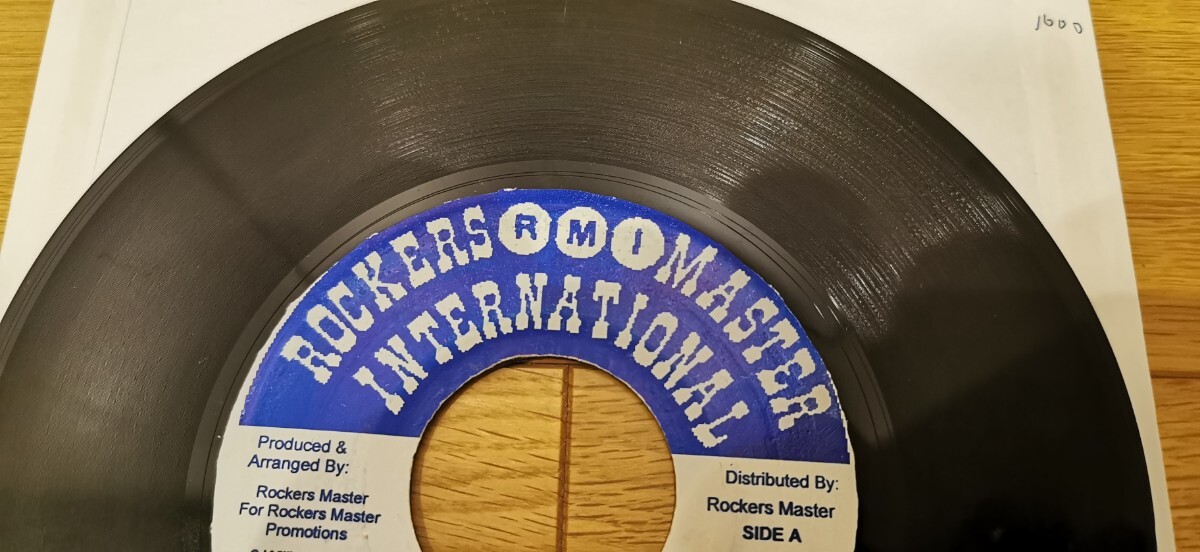 1600
ROCKERS RMI MASTER
INTERNATIONAL
Produced &
Arranged By:
Rockers Master
For Rockers Master
Promotions
Distributed By:
Rockers Master
SIDE A